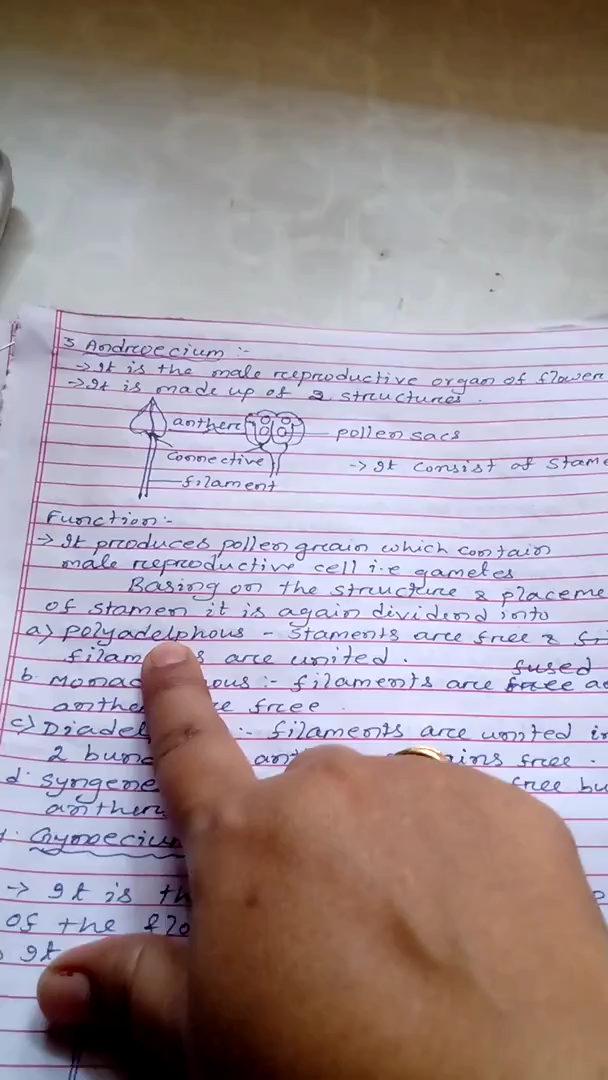 3 Androecium :-
→ It is the male reproductive organ of flower
→ It is made up of 2 structures.
anther
pollen sacs
connective
→ It consist of stame
filament
Function:-
→ It produces pollen grain which contain
male reproductive cell i.e gametes
Basing on the structure & placeme
of stamen it is again dividend into
a) polyadelphous - staments are free &
filam s are united.
b. Monad ous :- filaments are fused
anthe e free.
c) Diadel :- filaments are united in
2 bun ant ins free.
d. Syngene free bu
anther
Gynoecium
→ It is th
of the flo
It